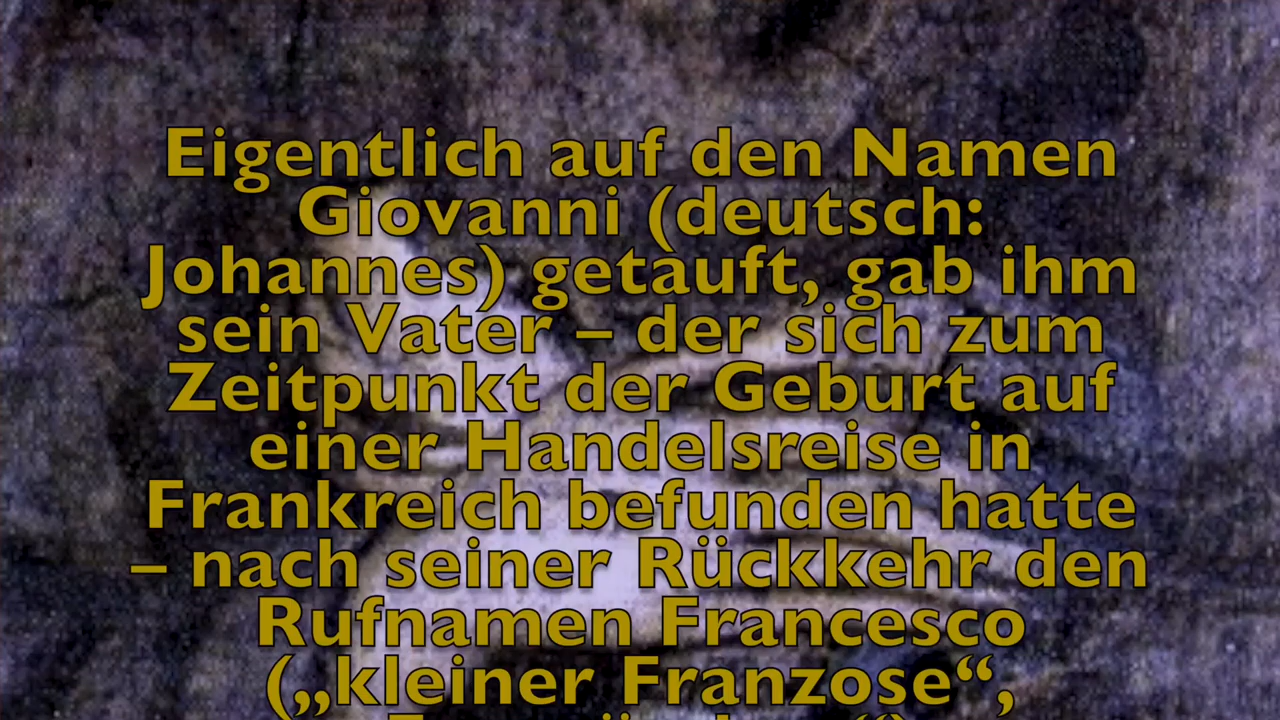 Eigentlich auf den Namen
Giovanni (deutsch:
Johannes) getauft, gab ihm
sein Vater – der sich zum
Zeitpunkt der Geburt auf
einer Handelsreise in
Frankreich befunden hatte
– nach seiner Rückkehr den
Rufnamen Francesco
(„kleiner Franzose“,